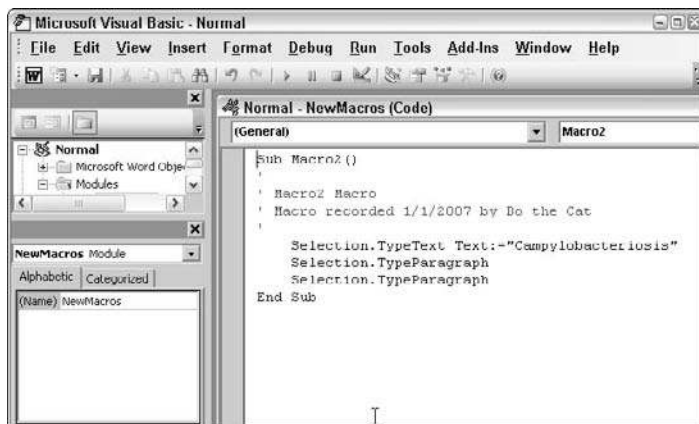 Microsoft Visual Basic - Normal
File Edit View Insert Format Debug Run Tools Add-Ins Window Help
Normal - NewMacros (Code)
(General) Macro2
Normal
Microsoft Word Obje
Modules
NewMacros Module
Alphabetic Categorized
(Name) NewMacros
Sub Macro2()
'
' Macro2 Macro
' Macro recorded 1/1/2007 by Bo the Cat
'
Selection.TypeText Text:="Campylobacteriosis"
Selection.TypeParagraph
Selection.TypeParagraph
End Sub